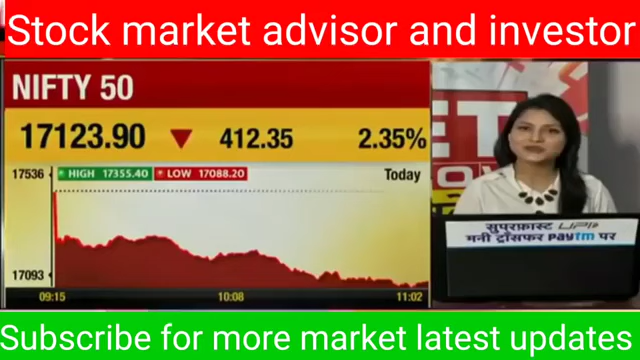 Stock market advisor and investor
NIFTY 50
17123.90 ▼ 412.35 2.35%
17536 HIGH 17355.40 LOW 17088.20 Today
17093
09:15 10:08 11:02
सुपरफ़ास्ट UPI
मनी ट्रांसफर paytm पर
Subscribe for more market latest updates